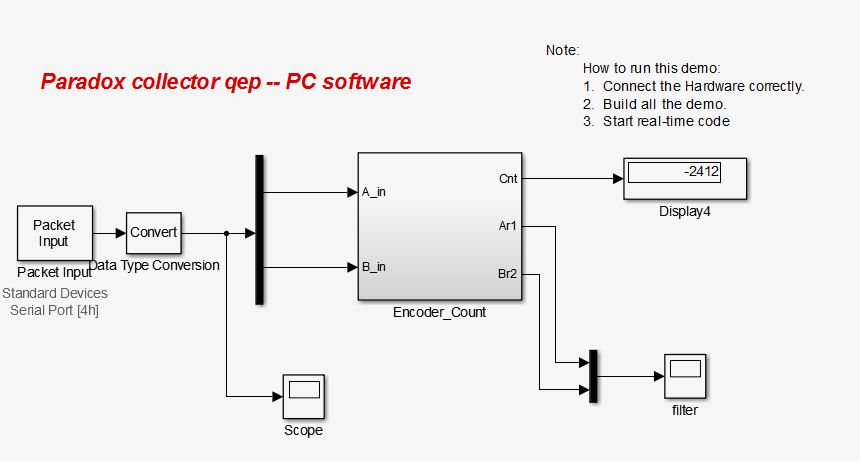 Note:
How to run this demo:
Paradox collector qep -- PC software
1. Connect the Hardware correctly.
2. Build all the demo.
3. Start real-time code
-2412
Display4
A_in
Cnt
Packet
Input
Convert
Ar1
B_in
Br2
Packet Input
Data Type Conversion
Standard Devices
Serial Port [4h]
Encoder_Count
Scope
filter